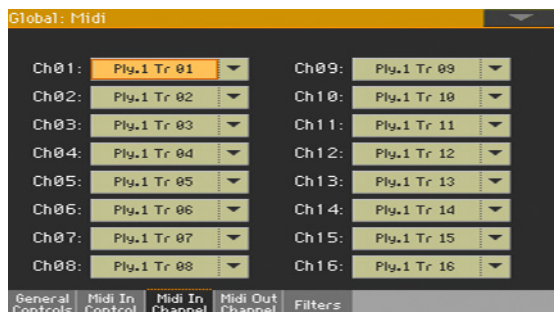 Global: Midi
Ch01: Ply.1 Tr 01 Ch09: Ply.1 Tr 09
Ch02: Ply.1 Tr 02 Ch10: Ply.1 Tr 10
Ch03: Ply.1 Tr 03 Ch11: Ply.1 Tr 11
Ch04: Ply.1 Tr 04 Ch12: Ply.1 Tr 12
Ch05: Ply.1 Tr 05 Ch13: Ply.1 Tr 13
Ch06: Ply.1 Tr 06 Ch14: Ply.1 Tr 14
Ch07: Ply.1 Tr 07 Ch15: Ply.1 Tr 15
Ch08: Ply.1 Tr 08 Ch16: Ply.1 Tr 16
General Midi In Midi In Midi Out Filters
Controls Control Channel Channel